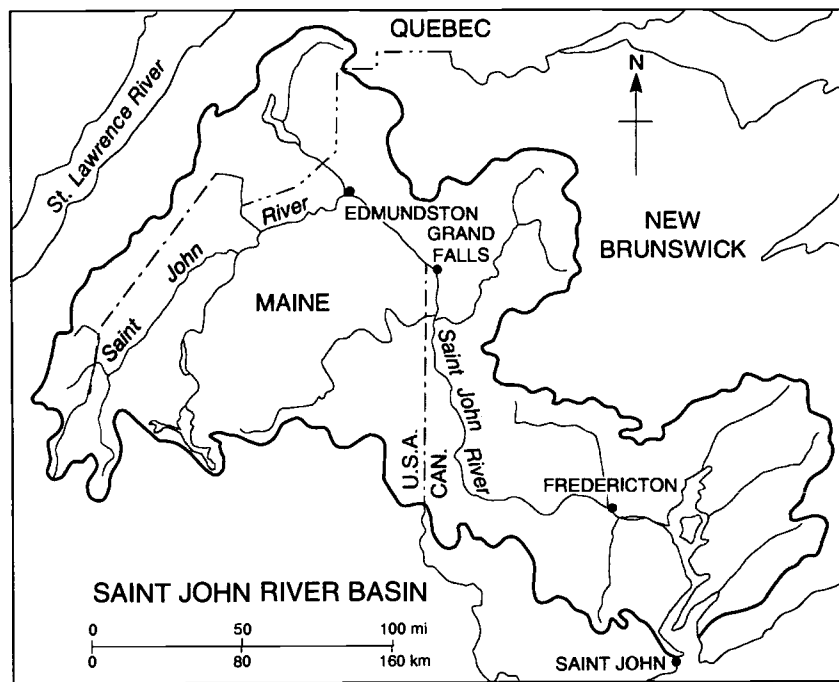 QUEBEC
N
St. Lawrence River
EDMUNDSTON
GRAND
FALLS
NEW
BRUNSWICK
Saint John River
MAINE
Saint John River
U.S.A.
CAN.
FREDERICTON
SAINT JOHN RIVER BASIN
0 50 100 mi
0 80 160 km
SAINT JOHN